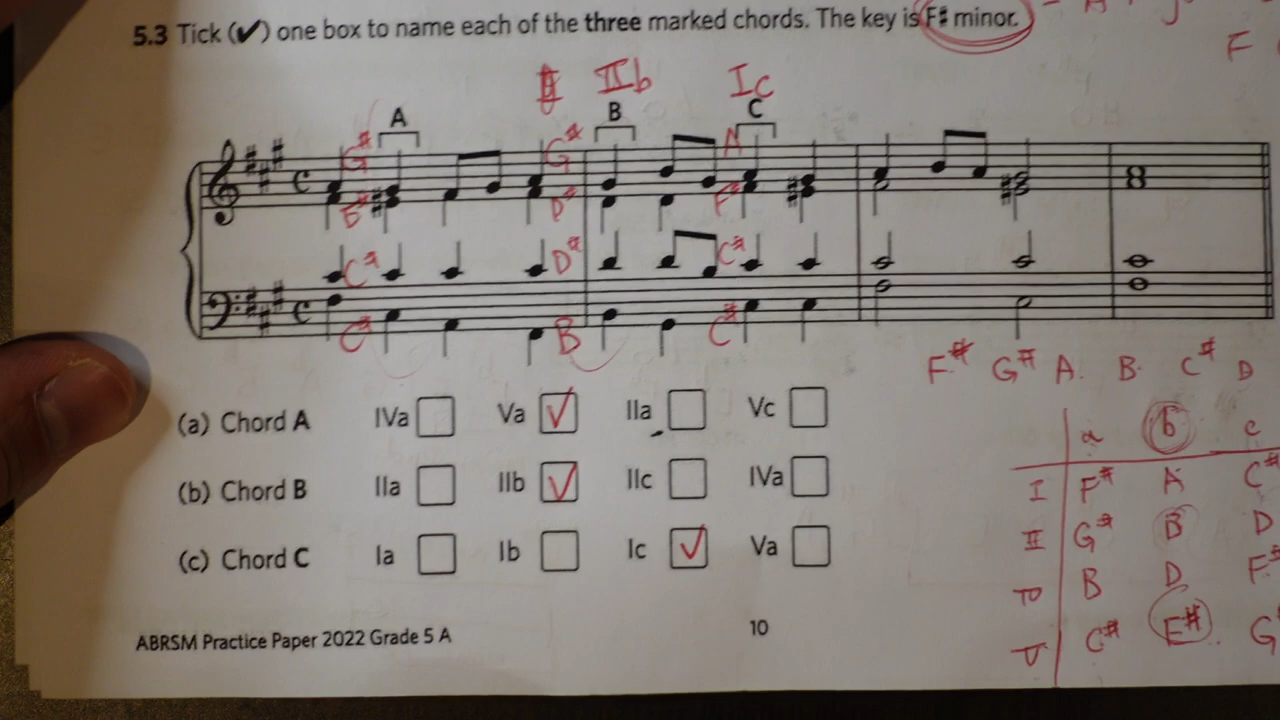 5.3 Tick (✔) one box to name each of the three marked chords. The key is F♯ minor.
F
IIb Ic
A B C
G# G# A
E# D# F#
C# D# C#
C# B C#
F# G# A. B. C# D
(a) Chord A IVa Va ✓ IIa Vc
(b) Chord B IIa IIb ✓ IIc IVa
(c) Chord C Ia Ib Ic ✓ Va
a b c
I F# A C#
II G# B D
IV B D F#
V C# E# G
ABRSM Practice Paper 2022 Grade 5 A 10